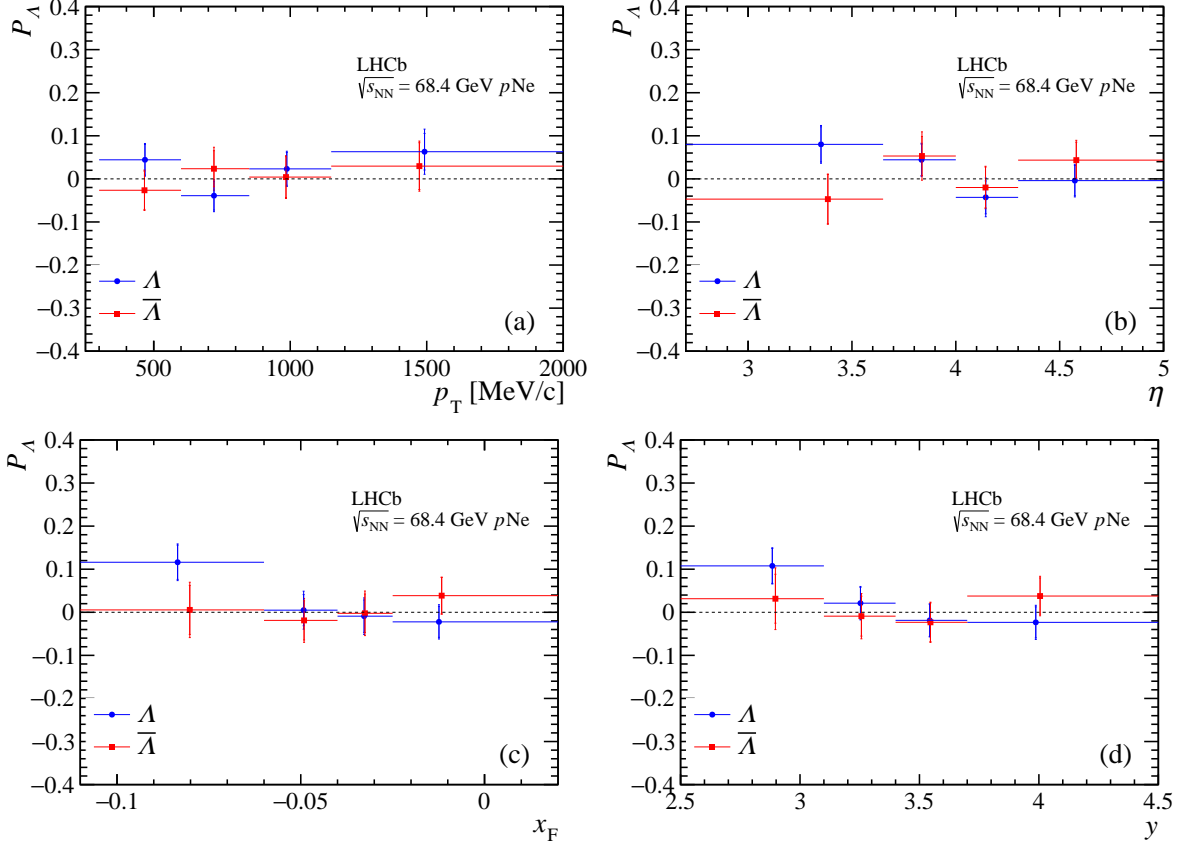 P_Λ
0.4
0.3
0.2
0.1
0
−0.1
−0.2
−0.3
−0.4
LHCb
√s_NN = 68.4 GeV pNe
Λ
Λ̅
(a)
500
1000
1500
2000
p_T [MeV/c]
P_Λ
0.4
0.3
0.2
0.1
0
−0.1
−0.2
−0.3
−0.4
LHCb
√s_NN = 68.4 GeV pNe
Λ
Λ̅
(b)
3
3.5
4
4.5
5
η
P_Λ
0.4
0.3
0.2
0.1
0
−0.1
−0.2
−0.3
−0.4
LHCb
√s_NN = 68.4 GeV pNe
Λ
Λ̅
(c)
−0.1
−0.05
0
x_F
P_Λ
0.4
0.3
0.2
0.1
0
−0.1
−0.2
−0.3
−0.4
LHCb
√s_NN = 68.4 GeV pNe
Λ
Λ̅
(d)
2.5
3
3.5
4
4.5
y